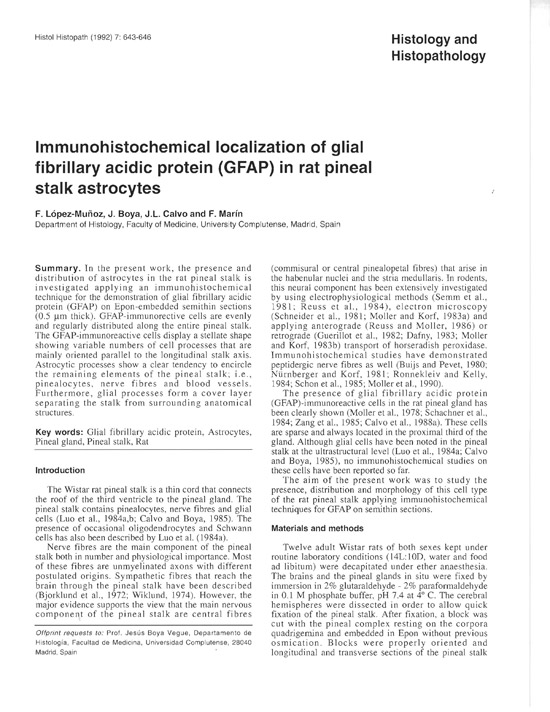 Histol Histopath (1992) 7: 643-646
Histology and
Histopathology
Immunohistochemical localization of glial
fibrillary acidic protein (GFAP) in rat pineal
stalk astrocytes
F. López-Muñoz, J. Boya, J.L. Calvo and F. Marín
Department of Histology, Faculty of Medicine, University Complutense, Madrid, Spain
Summary. In the present work, the presence and
distribution of astrocytes in the rat pineal stalk is
investigated applying an immunohistochemical
technique for the demonstration of glial fibrillary acidic
protein (GFAP) on Epon-embedded semithin sections
(0.5 µm thick). GFAP-immunorective cells are evenly
and regularly distributed along the entire pineal stalk.
The GFAP-immunoreactive cells display a stellate shape
showing variable numbers of cell processes that are
mainly oriented parallel to the longitudinal stalk axis.
Astrocytic processes show a clear tendency to encircle
the remaining elements of the pineal stalk; i.e.,
pinealocytes, nerve fibres and blood vessels.
Furthermore, glial processes form a cover layer
separating the stalk from surrounding anatomical
structures.
Key words: Glial fibrillary acidic protein, Astrocytes,
Pineal gland, Pineal stalk, Rat
Introduction
The Wistar rat pineal stalk is a thin cord that connects
the roof of the third ventricle to the pineal gland. The
pineal stalk contains pinealocytes, nerve fibres and glial
cells (Luo et al., 1984a,b; Calvo and Boya, 1985). The
presence of occasional oligodendrocytes and Schwann
cells has also been described by Luo et al. (1984a).
Nerve fibres are the main component of the pineal
stalk both in number and physiological importance. Most
of these fibres are unmyelinated axons with different
postulated origins. Sympathetic fibres that reach the
brain through the pineal stalk have been described
(Bjorklund et al., 1972; Wiklund, 1974). However, the
major evidence supports the view that the main nervous
component of the pineal stalk are central fibres
Offprint requests to: Prof. Jesús Boya Vegue, Departamento de
Histología, Facultad de Medicina, Universidad Complutense, 28040
Madrid, Spain
(commisural or central pinealopetal fibres) that arise in
the habenular nuclei and the stria medullaris. In rodents,
this neural component has been extensively investigated
by using electrophysiological methods (Semm et al.,
1981; Reuss et al., 1984), electron microscopy
(Schneider et al., 1981; Moller and Korf, 1983a) and
applying anterograde (Reuss and Moller, 1986) or
retrograde (Guerillot et al., 1982; Dafny, 1983; Moller
and Korf, 1983b) transport of horseradish peroxidase.
Immunohistochemical studies have demonstrated
peptidergic nerve fibres as well (Buijs and Pevet, 1980;
Nürnberger and Korf, 1981; Ronnekleiv and Kelly,
1984; Schon et al., 1985; Moller et al., 1990).
The presence of glial fibrillary acidic protein
(GFAP)-immunoreactive cells in the rat pineal gland has
been clearly shown (Moller et al., 1978; Schachner et al.,
1984; Zang et al., 1985; Calvo et al., 1988a). These cells
are sparse and always located in the proximal third of the
gland. Although glial cells have been noted in the pineal
stalk at the ultrastructural level (Luo et al., 1984a; Calvo
and Boya, 1985), no immunohistochemical studies on
these cells have been reported so far.
The aim of the present work was to study the
presence, distribution and morphology of this cell type
of the rat pineal stalk applying immunohistochemical
techniques for GFAP on semithin sections.
Materials and methods
Twelve adult Wistar rats of both sexes kept under
routine laboratory conditions (14L:10D, water and food
ad libitum) were decapitated under ether anaesthesia.
The brains and the pineal glands in situ were fixed by
immersion in 2% glutaraldehyde - 2% paraformaldehyde
in 0.1 M phosphate buffer, pH 7.4 at 4° C. The cerebral
hemispheres were dissected in order to allow quick
fixation of the pineal stalk. After fixation, a block was
cut with the pineal complex resting on the corpora
quadrigemina and embedded in Epon without previous
osmication. Blocks were properly oriented and
longitudinal and transverse sections of the pineal stalk